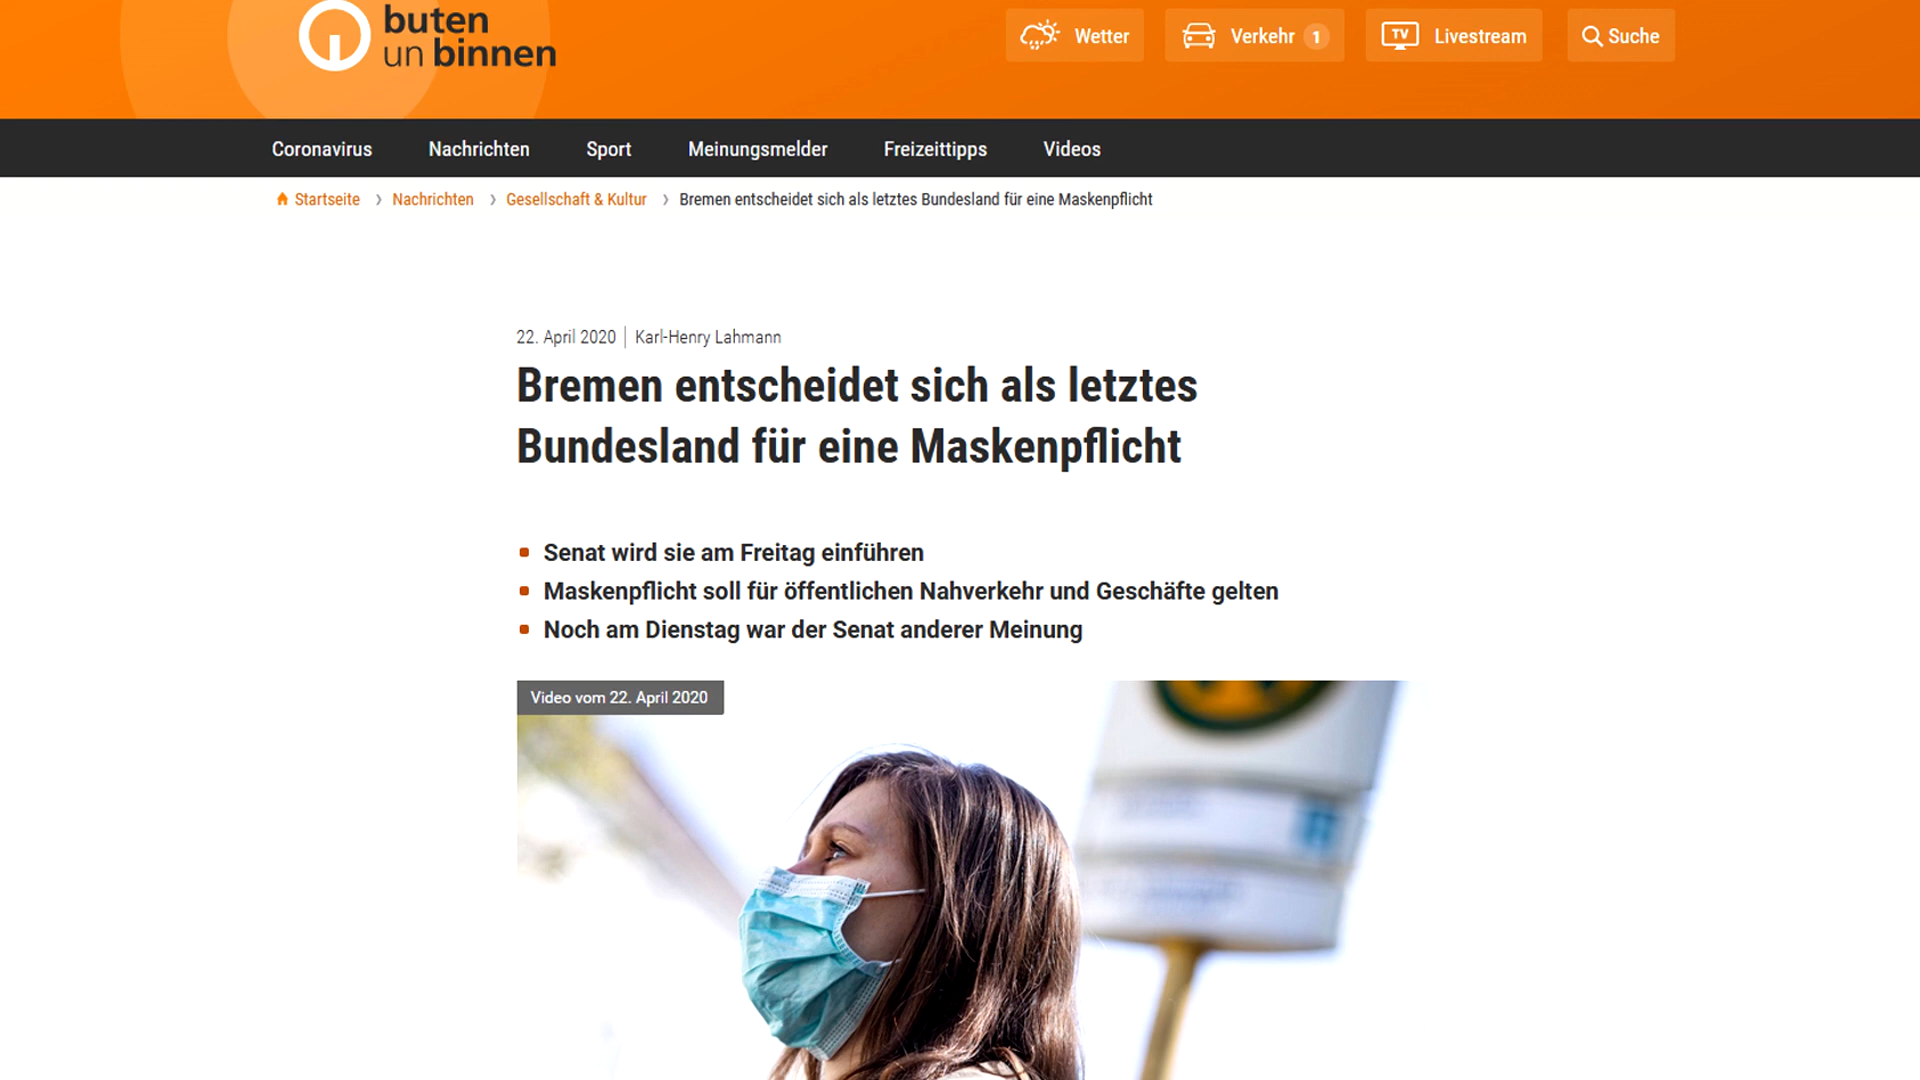 buten
un binnen
Wetter
Verkehr 1
TV Livestream
Suche
Coronavirus Nachrichten Sport Meinungsmelder Freizeittipps Videos
Startseite › Nachrichten › Gesellschaft & Kultur › Bremen entscheidet sich als letztes Bundesland für eine Maskenpflicht
22. April 2020 | Karl-Henry Lahmann
Bremen entscheidet sich als letztes
Bundesland für eine Maskenpflicht
Senat wird sie am Freitag einführen
Maskenpflicht soll für öffentlichen Nahverkehr und Geschäfte gelten
Noch am Dienstag war der Senat anderer Meinung
Video vom 22. April 2020